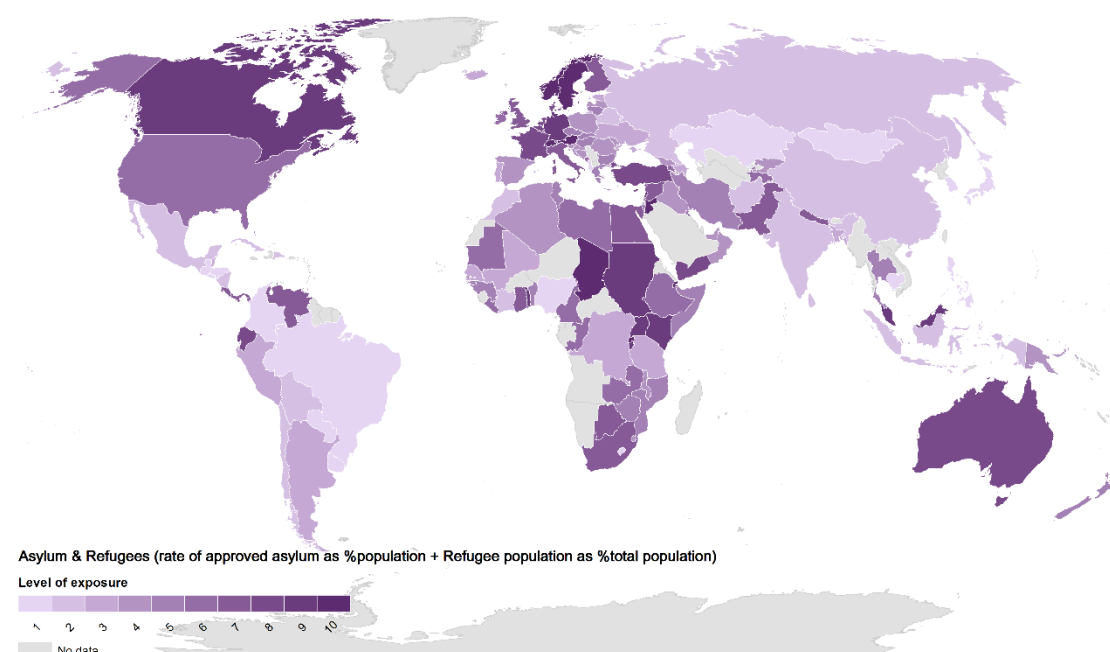 Asylum & Refugees (rate of approved asylum as %population + Refugee population as %total population)
Level of exposure
1 2 3 4 5 6 7 8 9 10
No data